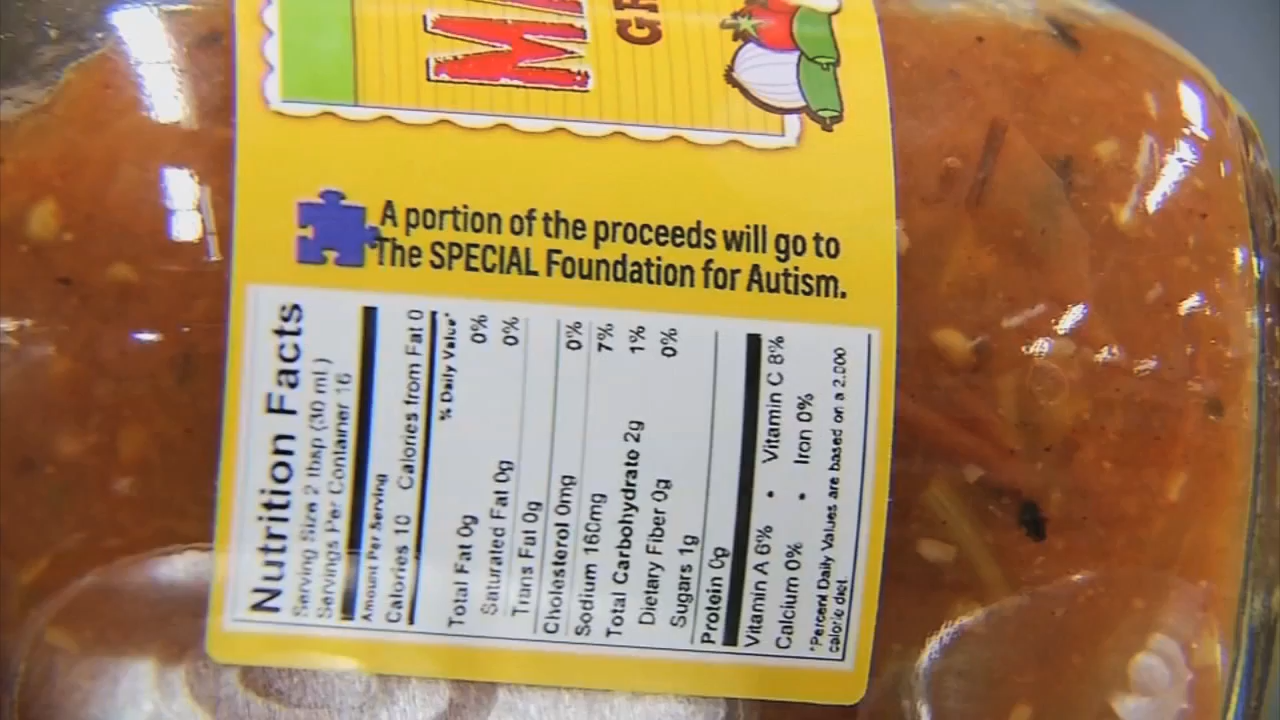 A portion of the proceeds will go to
The SPECIAL Foundation for Autism.
Nutrition Facts
Serving Size 2 tbsp (30 mL)
Servings Per Container 16
Amount Per Serving
Calories 10 Calories from Fat 0
% Daily Value*
Total Fat 0g 0%
Saturated Fat 0g 0%
Trans Fat 0g
Cholesterol 0mg 0%
Sodium 160mg 7%
Total Carbohydrate 2g 1%
Dietary Fiber 0g 0%
Sugars 1g
Protein 0g
Vitamin A 6% • Vitamin C 8%
Calcium 0% • Iron 0%
*Percent Daily Values are based on a 2,000
calorie diet.